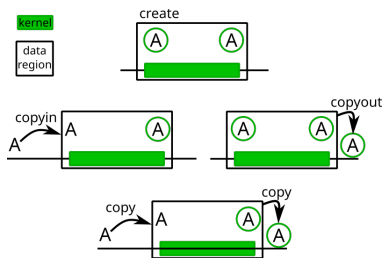 create
kernel
A A
data
region
copyin
A A A
copyout
A A A
copy
A A A
copy
A